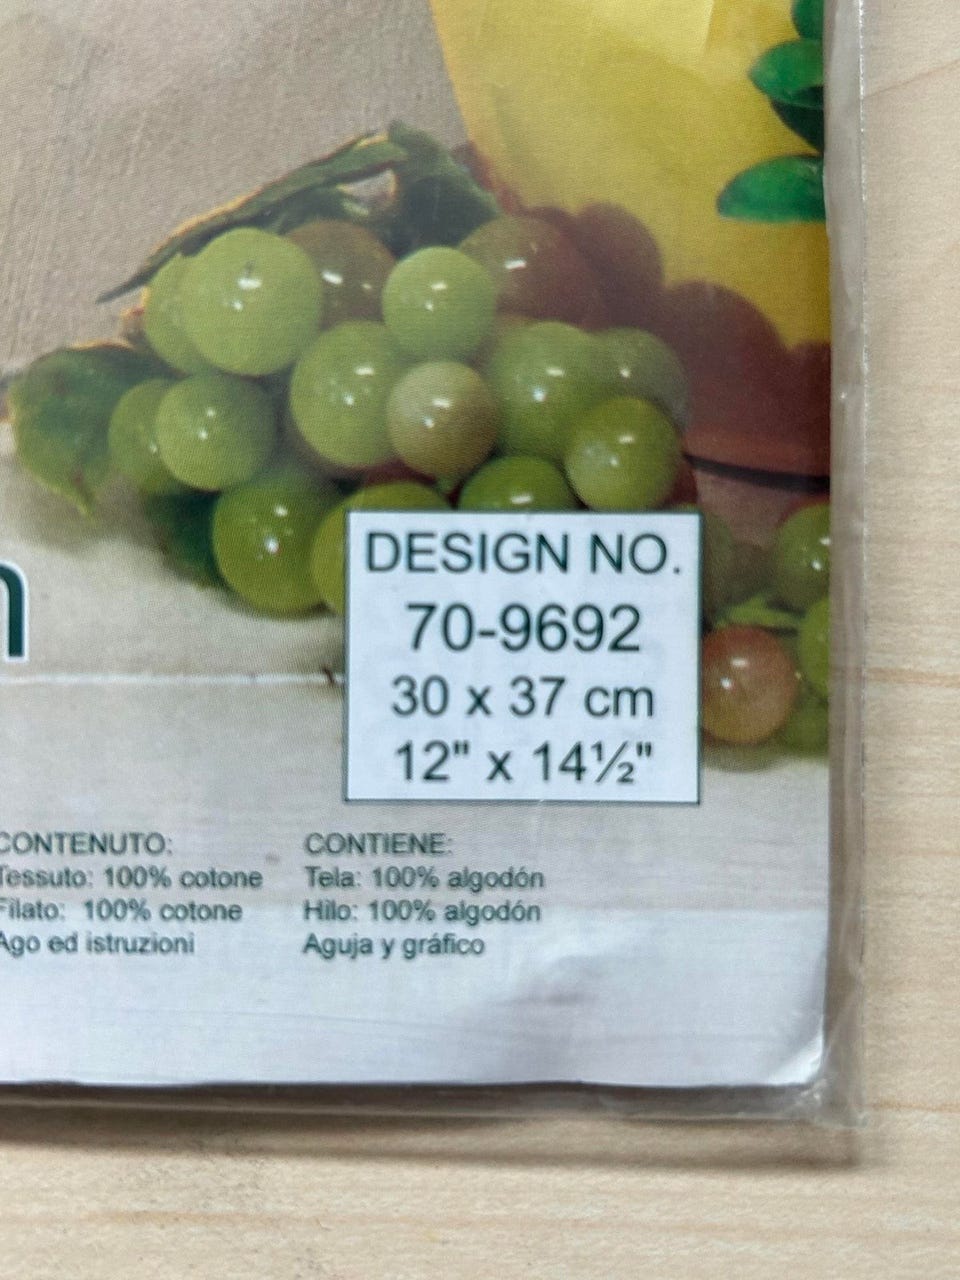 DESIGN NO.
70-9692
30 x 37 cm
12" x 14½"
CONTENUTO:
Tessuto: 100% cotone
Filato: 100% cotone
Ago ed istruzioni
CONTIENE:
Tela: 100% algodón
Hilo: 100% algodón
Aguja y gráfico